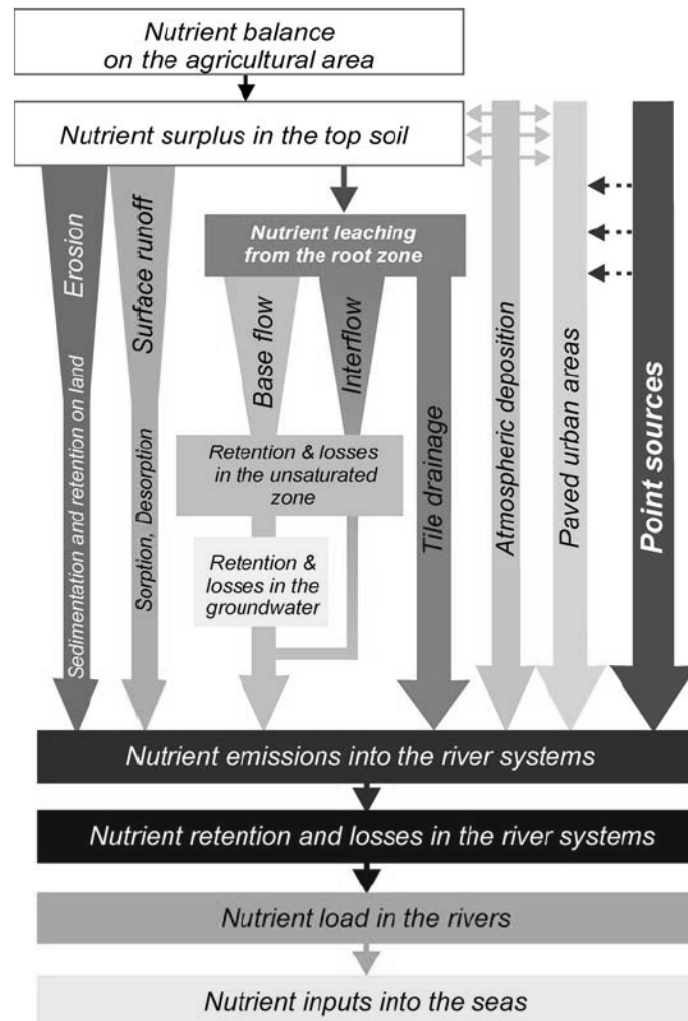 Nutrient balance
on the agricultural area
Nutrient surplus in the top soil
Erosion
Sedimentation and retention on land
Surface runoff
Sorption, Desorption
Nutrient leaching
from the root zone
Base flow
Interflow
Retention & losses
in the unsaturated
zone
Retention &
losses in the
groundwater
Tile drainage
Atmospheric deposition
Paved urban areas
Point sources
Nutrient emissions into the river systems
Nutrient retention and losses in the river systems
Nutrient load in the rivers
Nutrient inputs into the seas